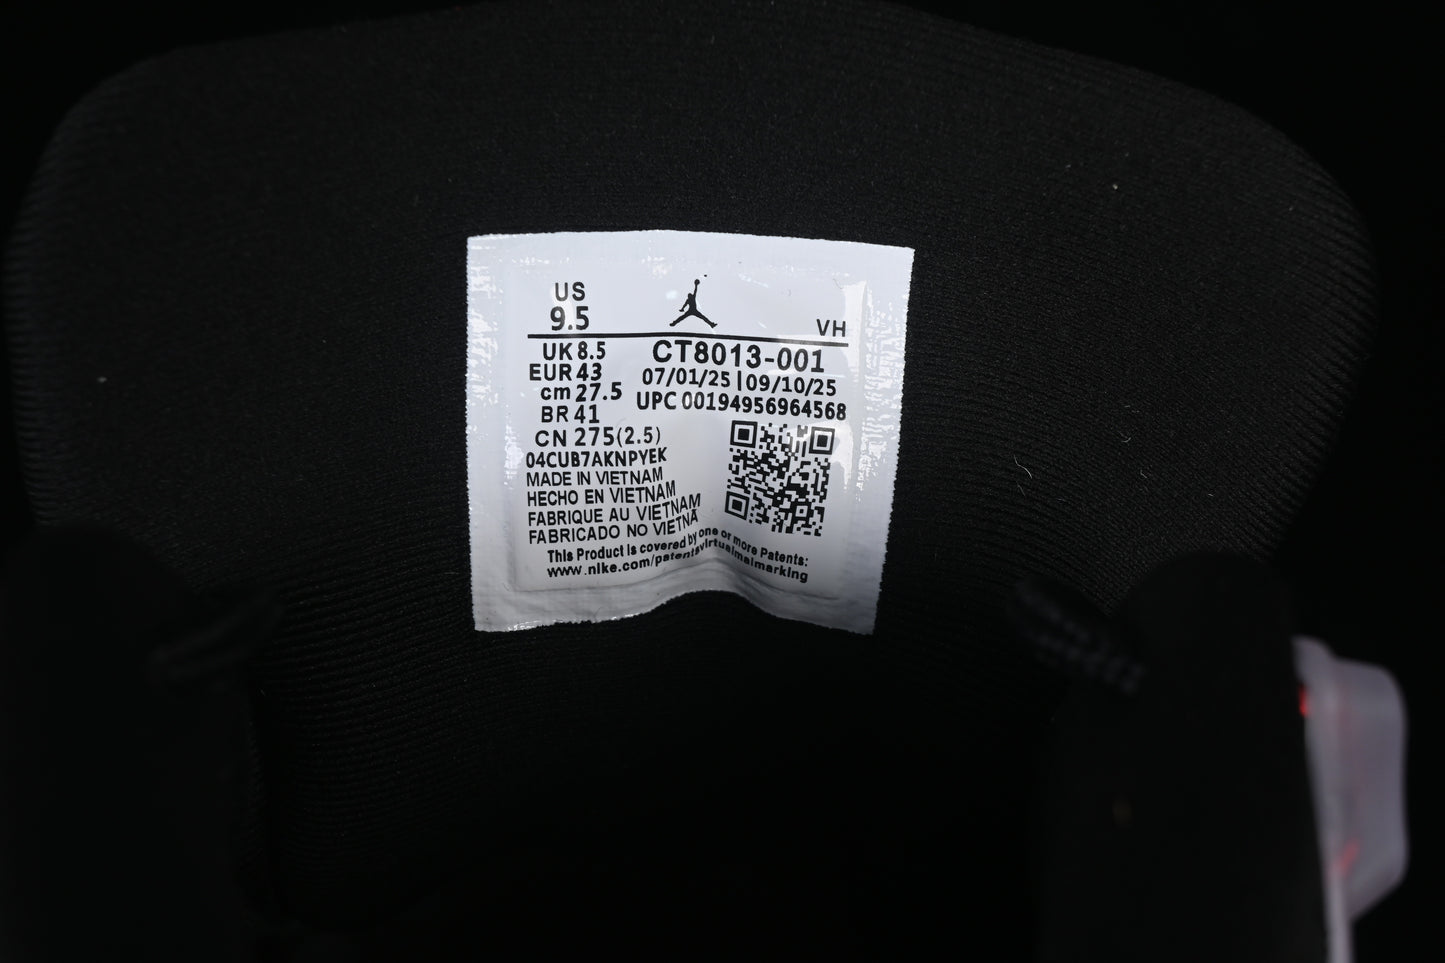 US
9.5
VH
UK 8.5
CT8013-001
EUR 43
07/01/25 | 09/10/25
cm 27.5
UPC 00194956964568
BR 41
CN 275(2.5)
04CUB7AKNPYEK
MADE IN VIETNAM
HECHO EN VIETNAM
FABRIQUE AU VIETNAM
FABRICADO NO VIETNÃ
This Product is covered by one or more Patents:
www.nike.com/patentsvirtualmalmarking